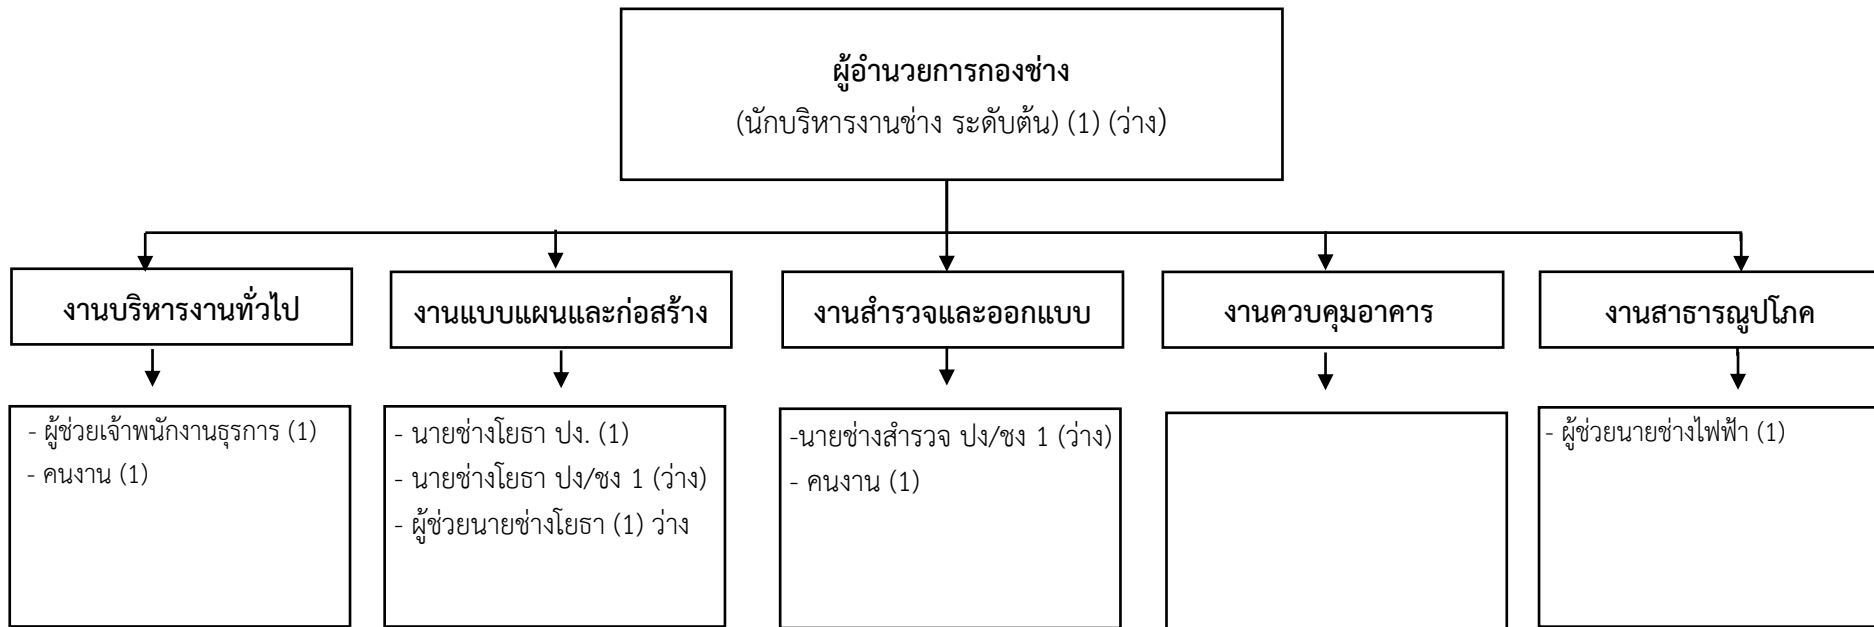 ผู้อำนวยการกองช่าง
(นักบริหารงานช่าง ระดับต้น) (1) (ว่าง)
งานบริหารงานทั่วไป
งานแบบแผนและก่อสร้าง
งานสำรวจและออกแบบ
งานควบคุมอาคาร
งานสาธารณูปโภค
- ผู้ช่วยเจ้าพนักงานธุรการ (1)
- คนงาน (1)
- นายช่างโยธา ปง. (1)
- นายช่างโยธา ปง/ชง 1 (ว่าง)
- ผู้ช่วยนายช่างโยธา (1) ว่าง
-นายช่างสำรวจ ปง/ชง 1 (ว่าง)
- คนงาน (1)
- ผู้ช่วยนายช่างไฟฟ้า (1)